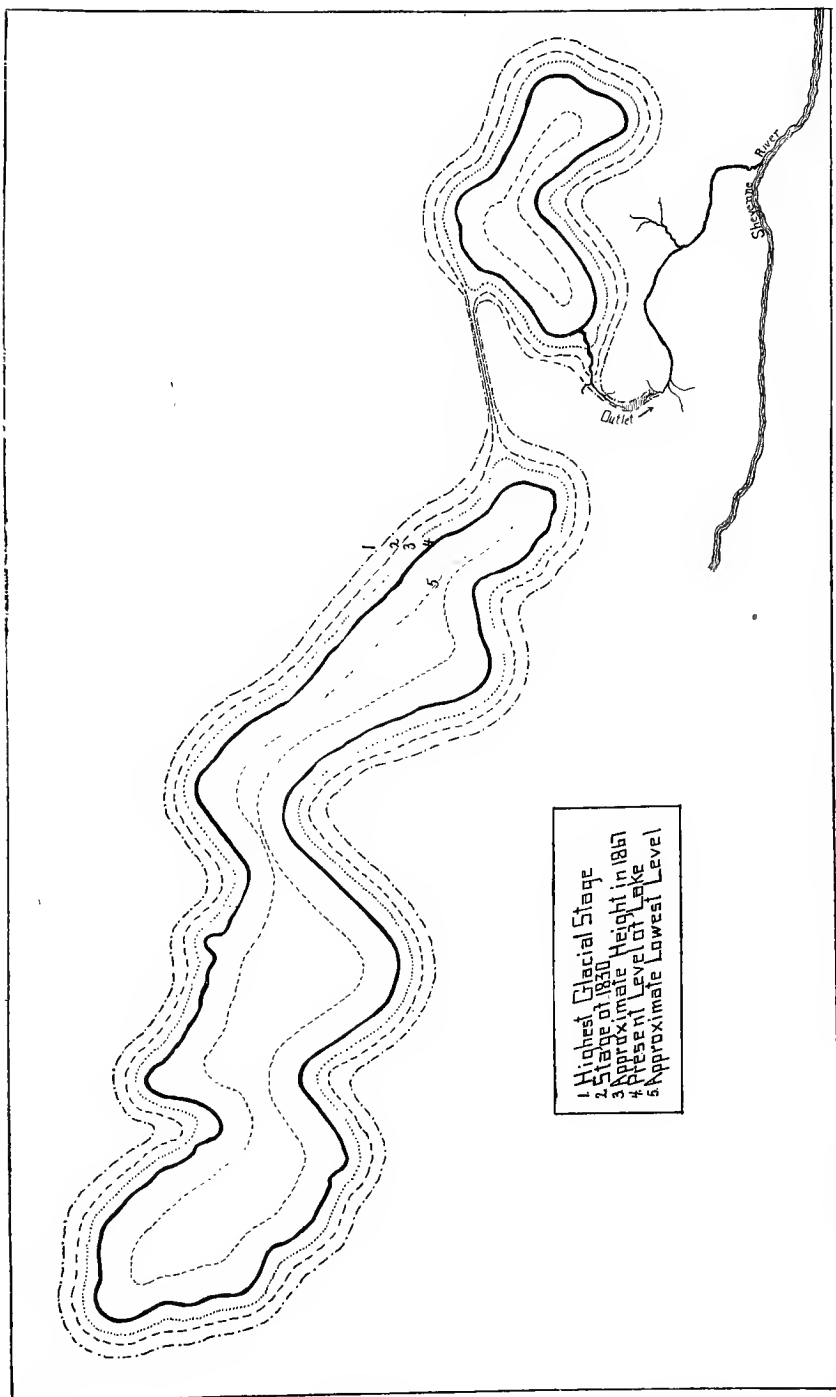 1 2 3 4 5
Outlet
Sheyenne River
1 Highest Glacial Stage
2 Stage of 1830
3 Approximate Height in 1867
4 Present Level of Lake
5 Approximate Lowest Level